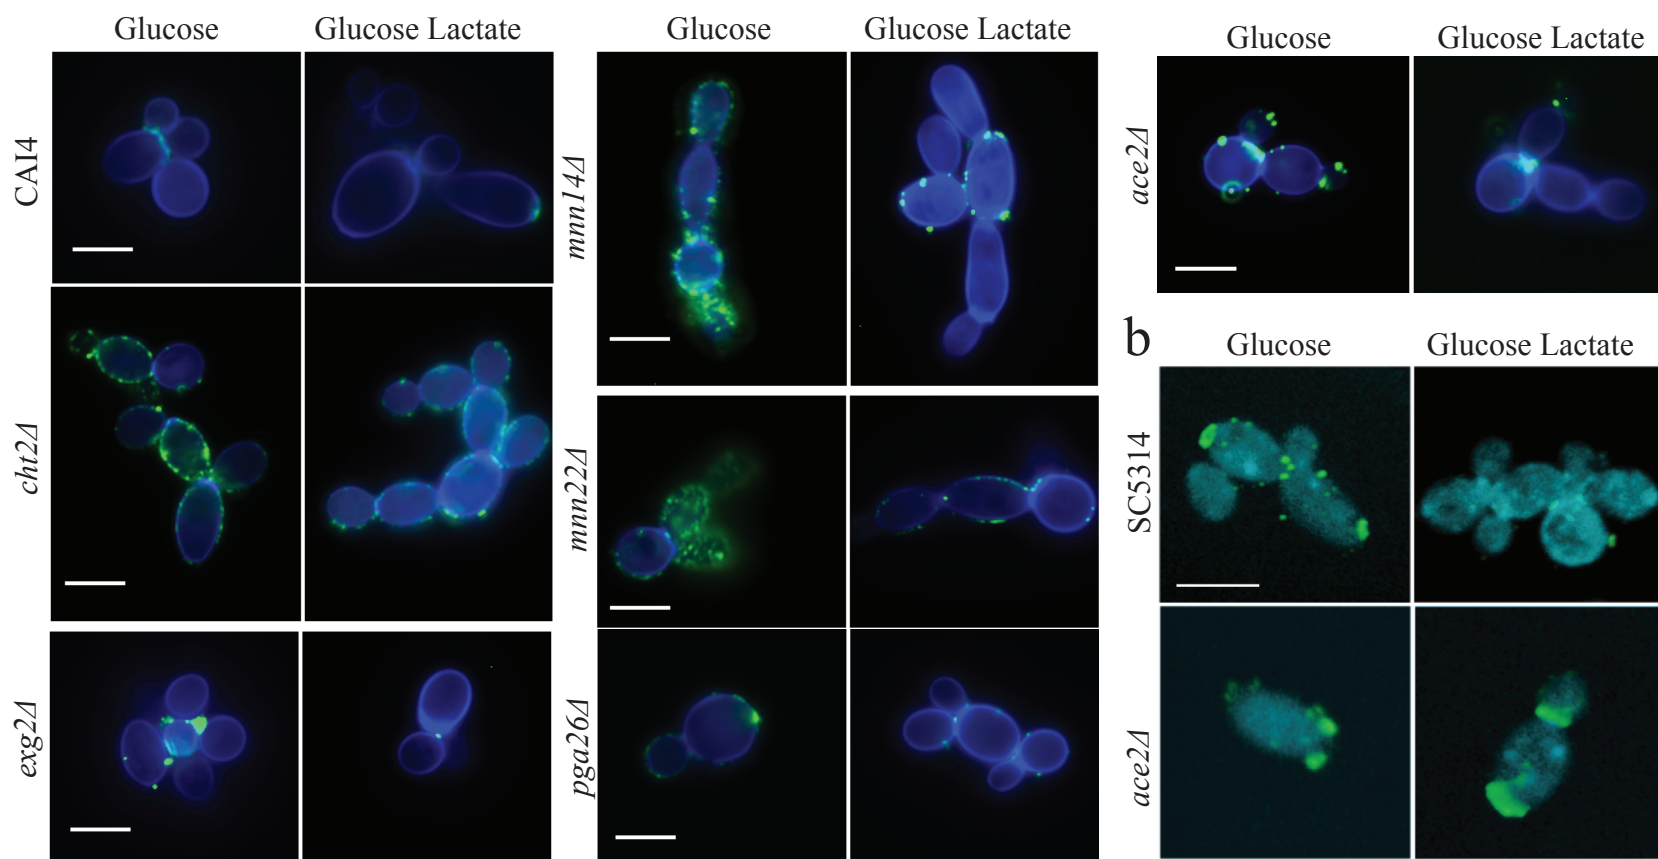 Glucose Glucose Lactate
CAI4
cht2Δ
exg2Δ
Glucose Glucose Lactate
mnn14Δ
mnn22Δ
pga26Δ
Glucose Glucose Lactate
ace2Δ
b
Glucose Glucose Lactate
SC5314
ace2Δ